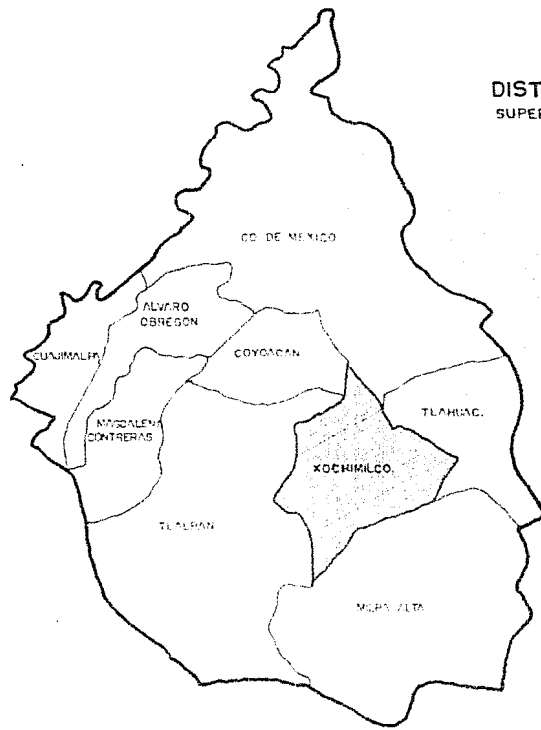 DIST
SUPER
CD. DE MEXICO
ALVARO
OBREGON
CUAJIMALPA
COYOACAN
MAGDALENA
CONTRERAS
TLAHUAC.
XOCHIMILCO.
TLALPAN
MILPA ALTA